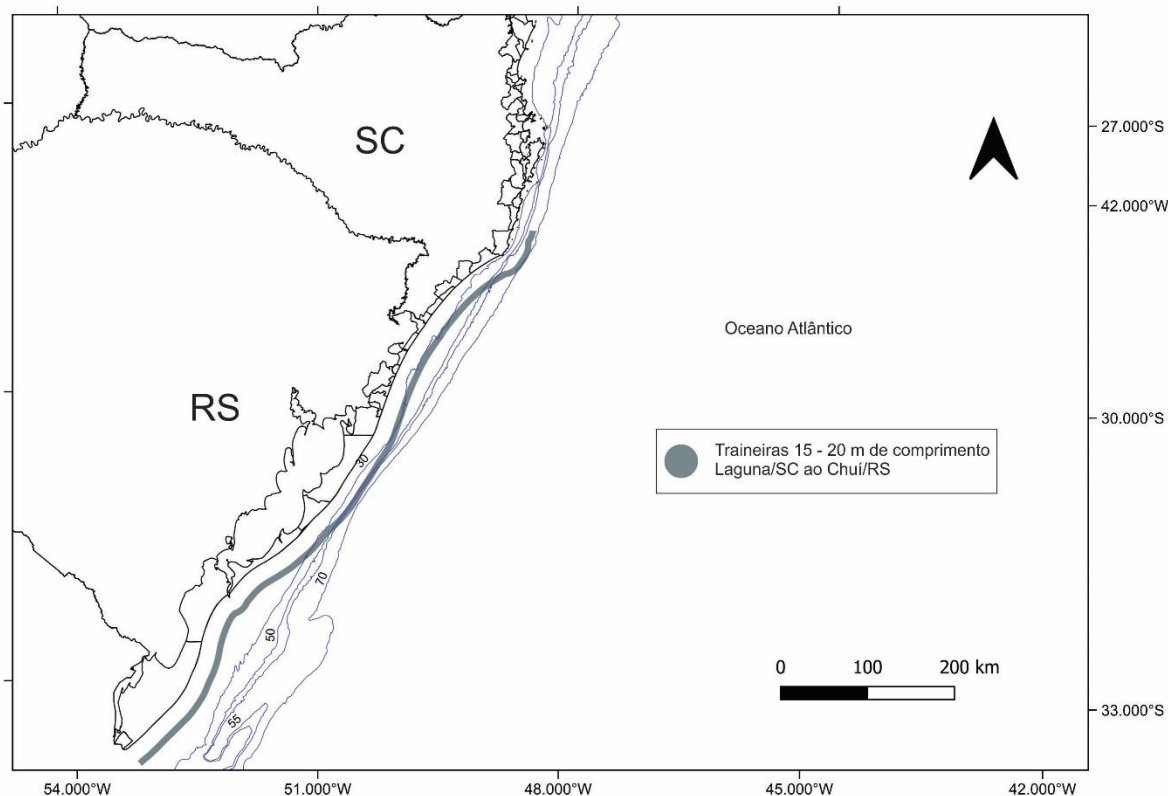 SC
27.000°S
42.000°W
Oceano Atlântico
RS
30.000°S
Traineiras 15 - 20 m de comprimento
Laguna/SC ao Chuí/RS
30
70
50
55
0 100 200 km
33.000°S
54.000°W 51.000°W 48.000°W 45.000°W 42.000°W